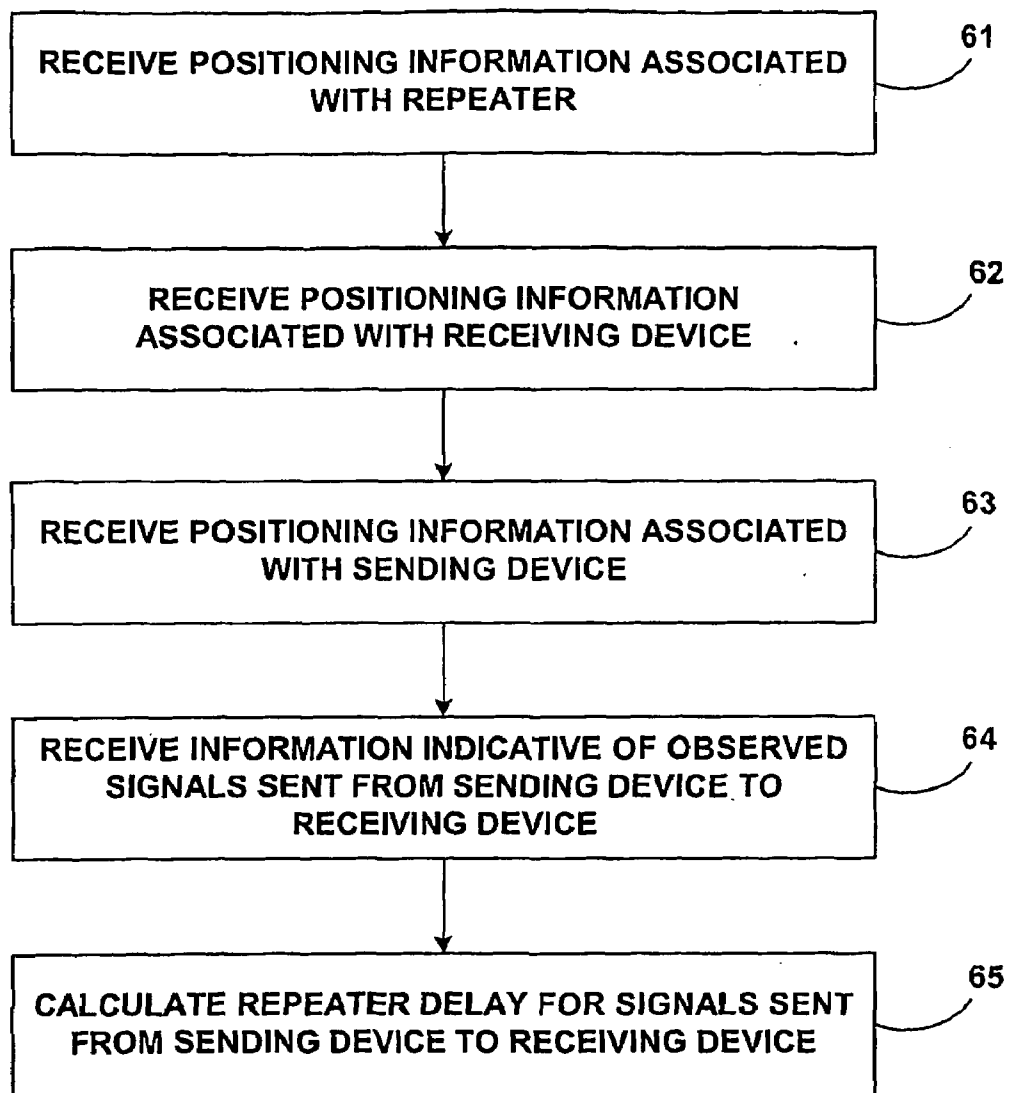 RECEIVE POSITIONING INFORMATION ASSOCIATED
WITH REPEATER
61
RECEIVE POSITIONING INFORMATION
ASSOCIATED WITH RECEIVING DEVICE
62
RECEIVE POSITIONING INFORMATION ASSOCIATED
WITH SENDING DEVICE
63
RECEIVE INFORMATION INDICATIVE OF OBSERVED
SIGNALS SENT FROM SENDING DEVICE TO
RECEIVING DEVICE
64
CALCULATE REPEATER DELAY FOR SIGNALS SENT
FROM SENDING DEVICE TO RECEIVING DEVICE
65